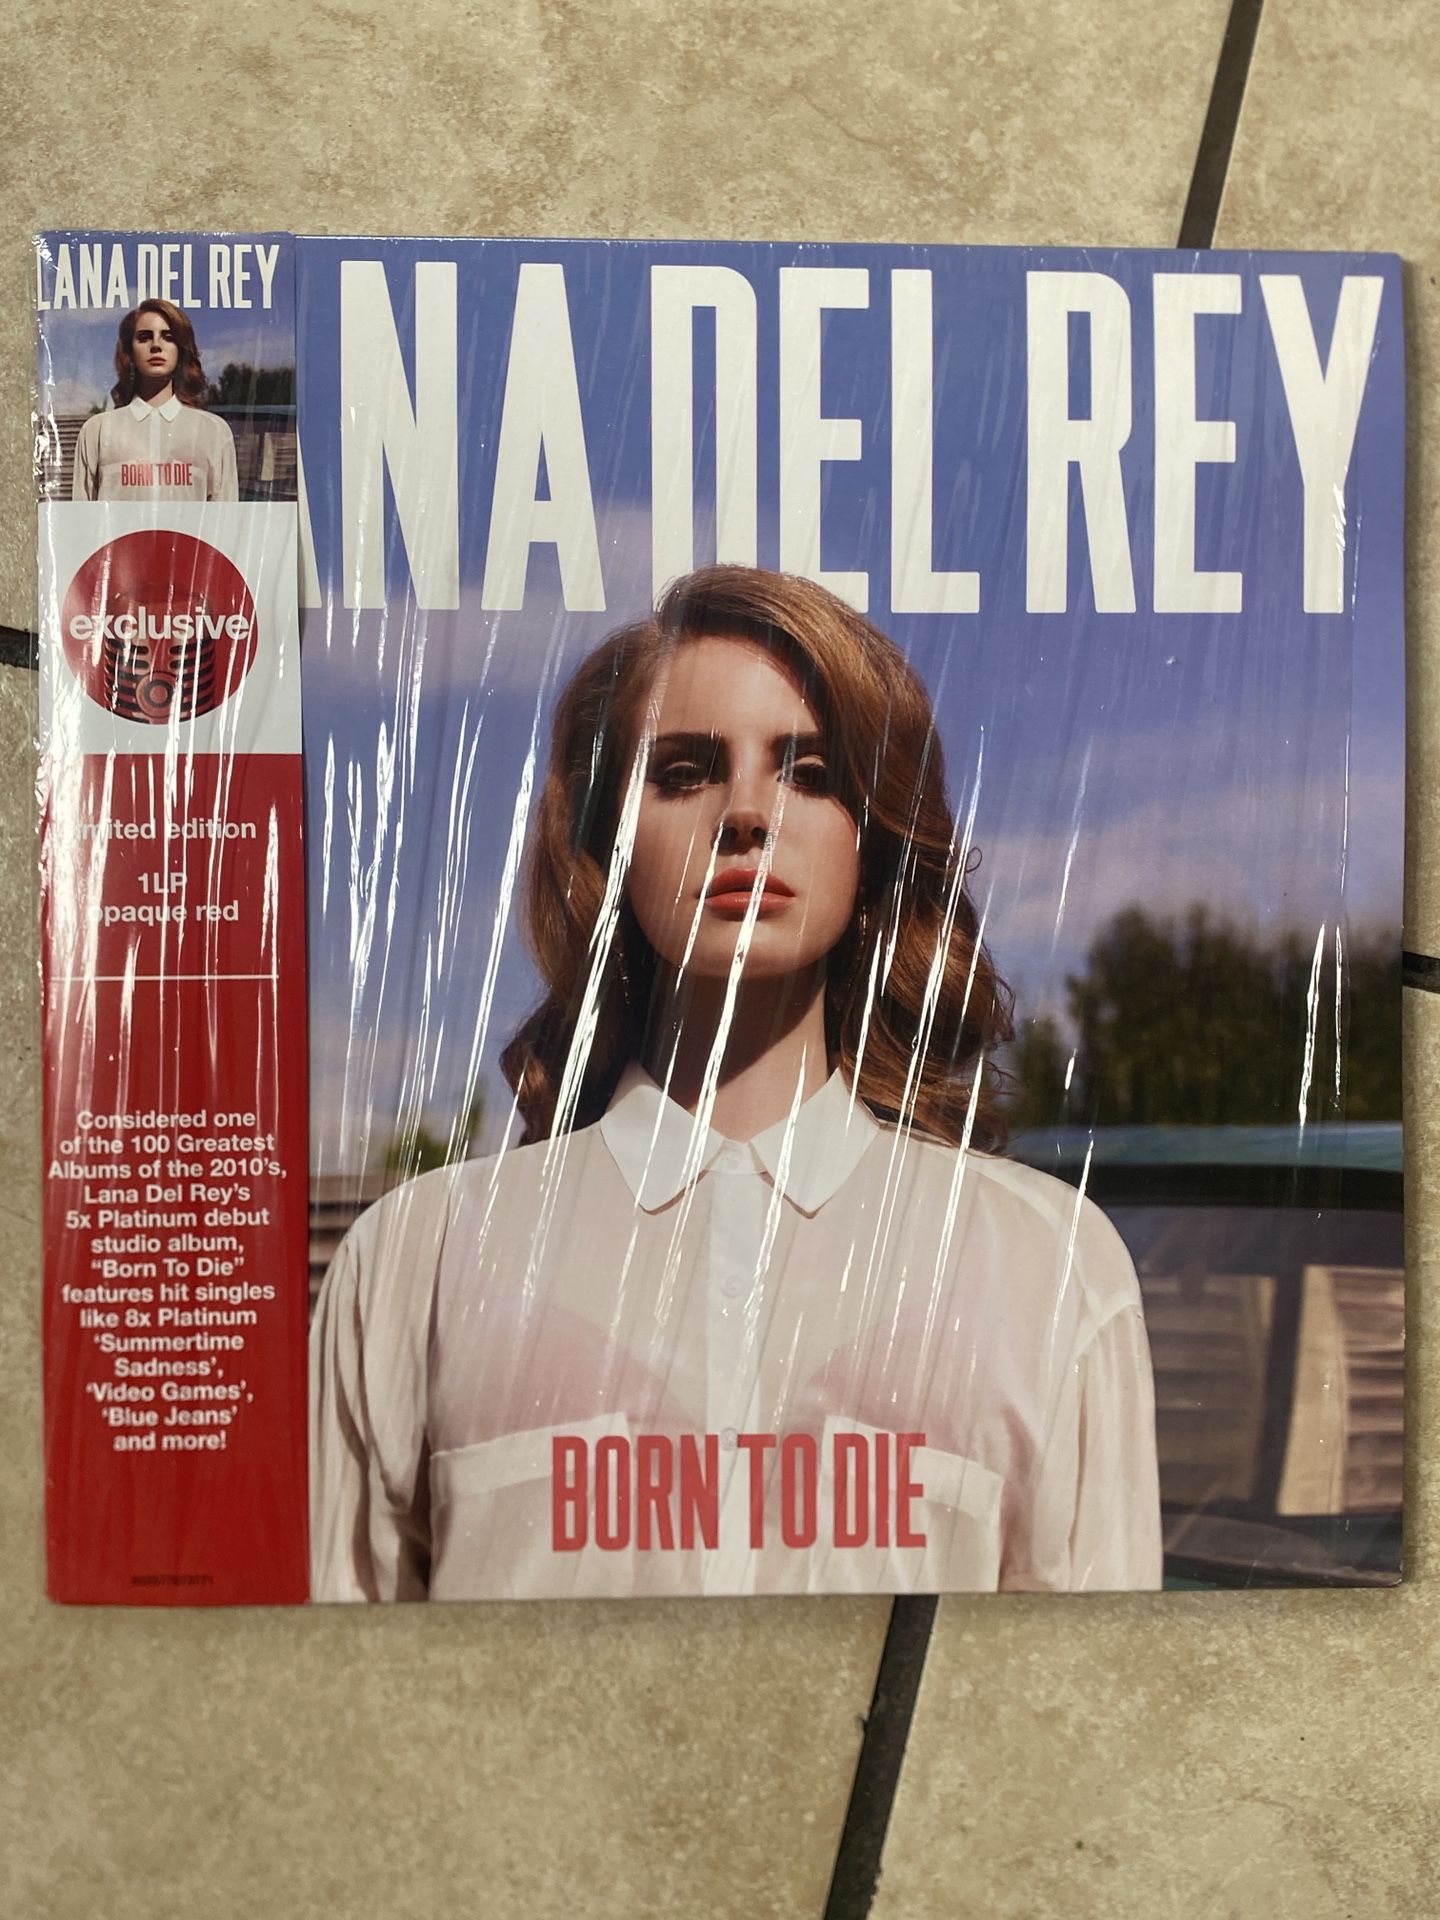 LANA DEL REY
BORN TO DIE
exclusive
limited edition
1LP
opaque red
Considered one
of the 100 Greatest
Albums of the 2010's,
Lana Del Rey's
5x Platinum debut
studio album,
“Born To Die”
features hit singles
like 8x Platinum
‘Summertime
Sadness’,
‘Video Games’,
‘Blue Jeans’
and more!
ANA DEL REY
BORN TO DIE